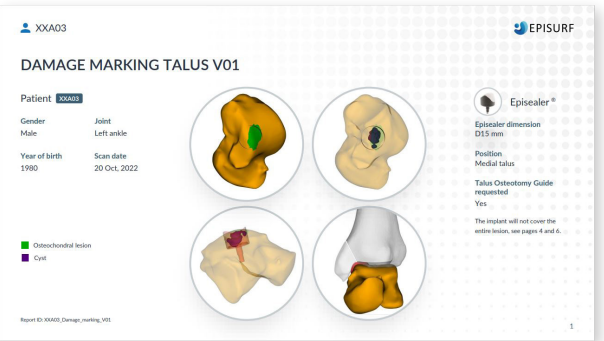 XXA03
EPISURF
DAMAGE MARKING TALUS V01
Patient XXA03
Gender
Male
Joint
Left ankle
Year of birth
1980
Scan date
20 Oct, 2022
Osteochondral lesion
Cyst
Report ID: XXA03_Damage_marking_V01
Episealer®
Episealer dimension
D15 mm
Position
Medial talus
Talus Osteotomy Guide
requested
Yes
The implant will not cover the
entire lesion, see pages 4 and 6.
1